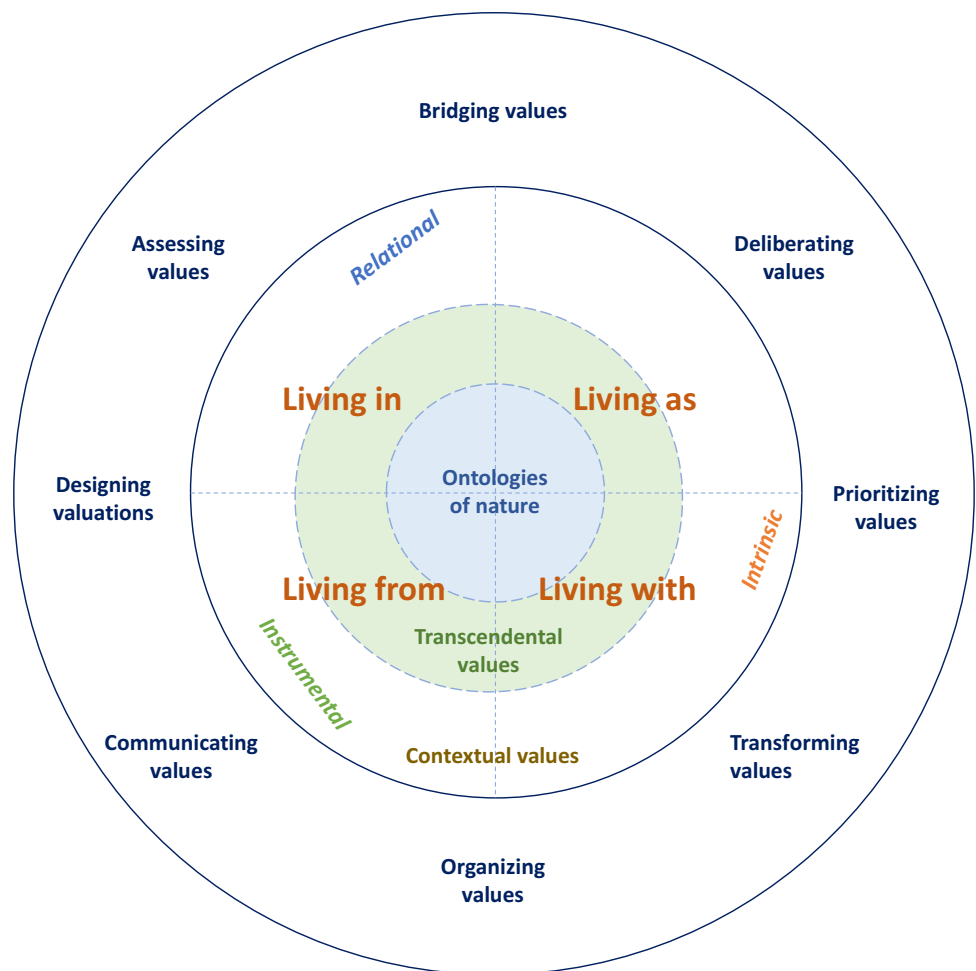 Bridging values
Assessing
values
Relational
Deliberating
values
Living in
Living as
Ontologies
of nature
Designing
valuations
Prioritizing
values
Intrinsic
Living from
Living with
Transcendental
values
Instrumental
Communicating
values
Contextual values
Transforming
values
Organizing
values